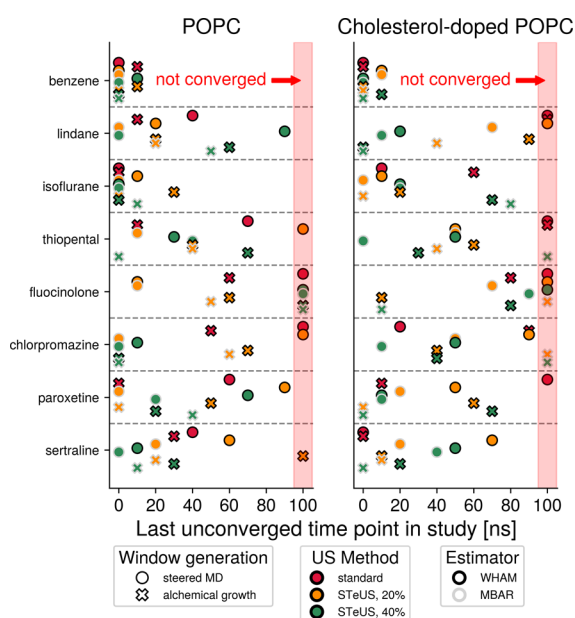 POPC
Cholesterol-doped POPC
benzene
not converged
not converged
lindane
isoflurane
thiopental
fluocinolone
chlorpromazine
paroxetine
sertraline
0 20 40 60 80 100
0 20 40 60 80 100
Last unconverged time point in study [ns]
Window generation
steered MD
alchemical growth
US Method
standard
STeUS, 20%
STeUS, 40%
Estimator
WHAM
MBAR